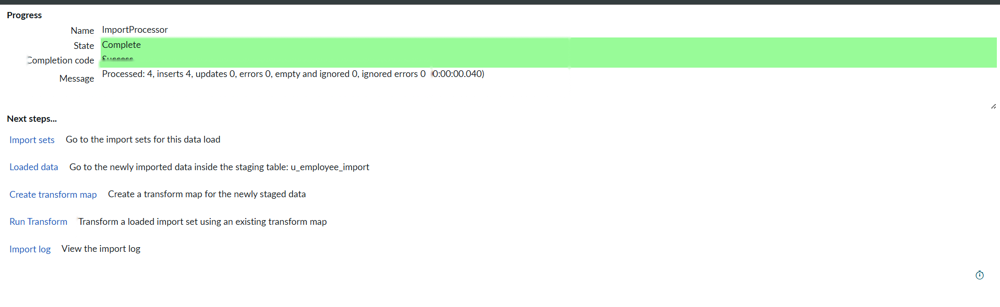 Progress
Name ImportProcessor
State Complete
Completion code
Message Processed: 4, inserts 4, updates 0, errors 0, empty and ignored 0, ignored errors 0 0:00:00.040)
Next steps...
Import sets Go to the import sets for this data load
Loaded data Go to the newly imported data inside the staging table: u_employee_import
Create transform map Create a transform map for the newly staged data
Run Transform Transform a loaded import set using an existing transform map
Import log View the import log